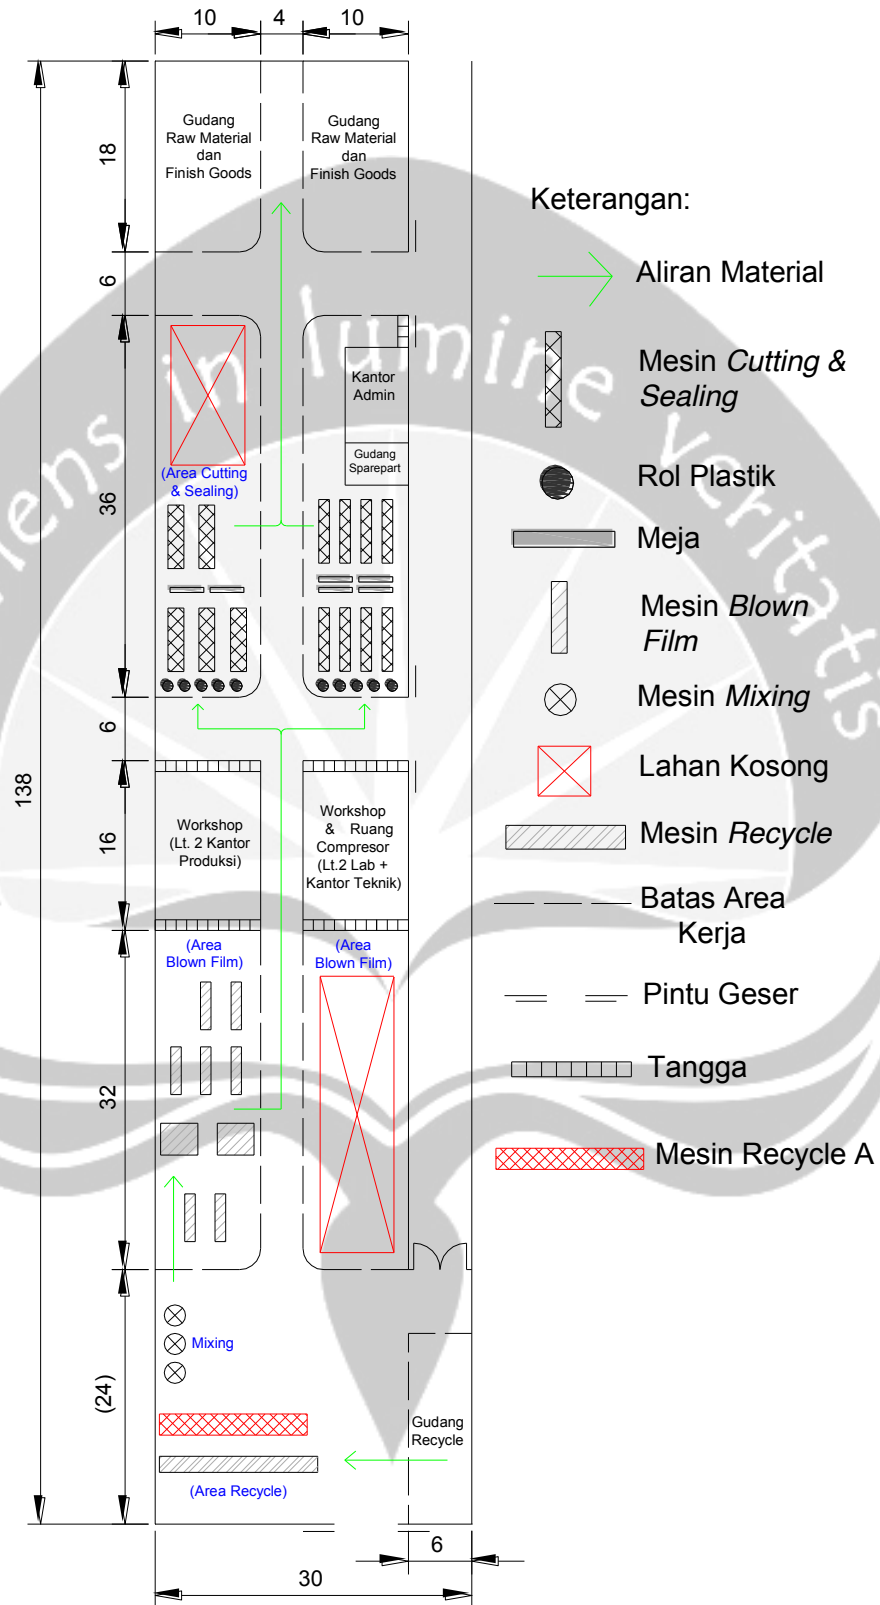 10
4
10
18
6
36
6
138
16
32
(24)
6
30
Gudang
Raw Material
dan
Finish Goods
Gudang
Raw Material
dan
Finish Goods
Kantor
Admin
Gudang
Sparepart
(Area Cutting
& Sealing)
Workshop
(Lt. 2 Kantor
Produksi)
Workshop
& Ruang
Compresor
(Lt.2 Lab +
Kantor Teknik)
(Area
Blown Film)
(Area
Blown Film)
Mixing
Gudang
Recycle
(Area Recycle)
Keterangan:
Aliran Material
Mesin Cutting &
Sealing
Rol Plastik
Meja
Mesin Blown
Film
Mesin Mixing
Lahan Kosong
Mesin Recycle
Batas Area
Kerja
Pintu Geser
Tangga
Mesin Recycle A
ens in lumine veritatis